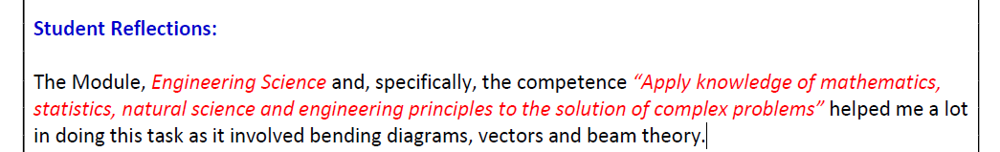 Student Reflections:
The Module, Engineering Science and, specifically, the competence “Apply knowledge of mathematics,
statistics, natural science and engineering principles to the solution of complex problems” helped me a lot
in doing this task as it involved bending diagrams, vectors and beam theory.